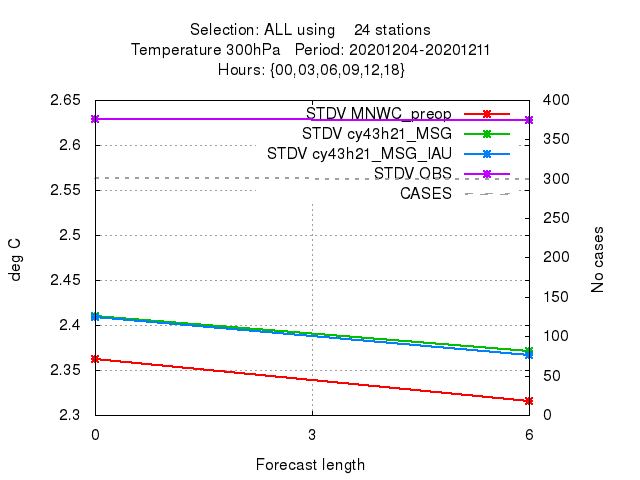 Selection: ALL using 24 stations
Temperature 300hPa Period: 20201204-20201211
Hours: {00,03,06,09,12,18}
2.65
2.6
2.55
2.5
2.45
2.4
2.35
2.3
deg C
STDV MNWC_preop
STDV cy43h21_MSG
STDV cy43h21_MSG_IAU
STDV OBS
CASES
400
350
300
250
200
150
100
50
0
No cases
0 3 6
Forecast length